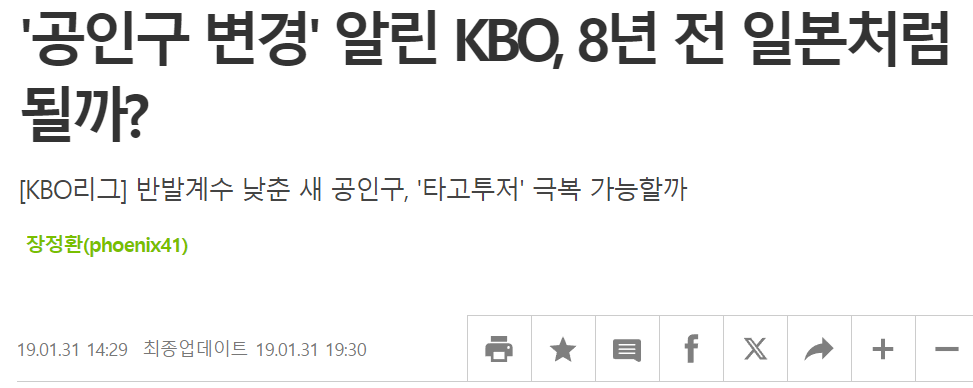 '공인구 변경' 알린 KBO, 8년 전 일본처럼
될까?
[KBO리그] 반발계수 낮춘 새 공인구, '타고투저' 극복 가능할까
장정환(phoenix41)
19.01.31 14:29 최종업데이트 19.01.31 19:30